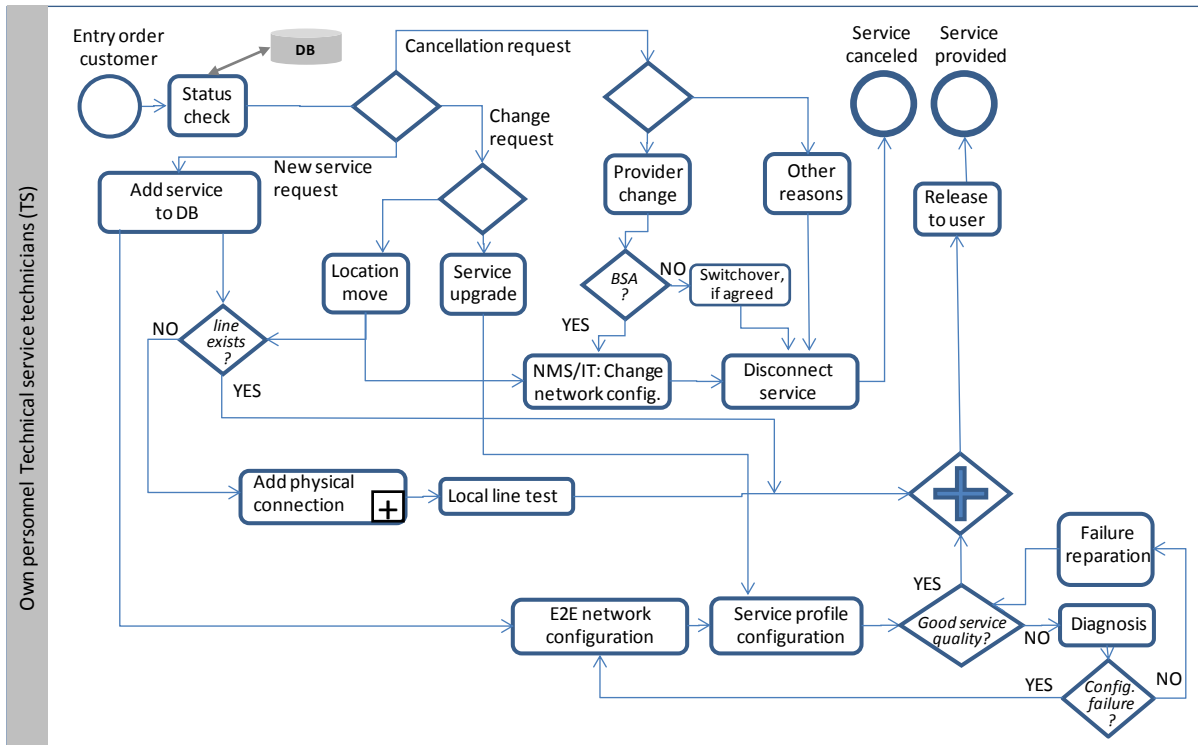 Own personnel Technical service technicians (TS)
Entry order
customer
DB
Cancellation request
Service
canceled
Service
provided
Status
check
Change
request
New service
request
Add service
to DB
Provider
change
Other
reasons
Release
to user
Location
move
Service
upgrade
BSA
?
NO
Switchover,
if agreed
YES
NO
line
exists
?
YES
NMS/IT: Change
network config.
Disconnect
service
Add physical
connection
Local line test
Failure
reparation
YES
E2E network
configuration
Service profile
configuration
Good service
quality?
NO
Diagnosis
YES
Config.
failure
?
NO